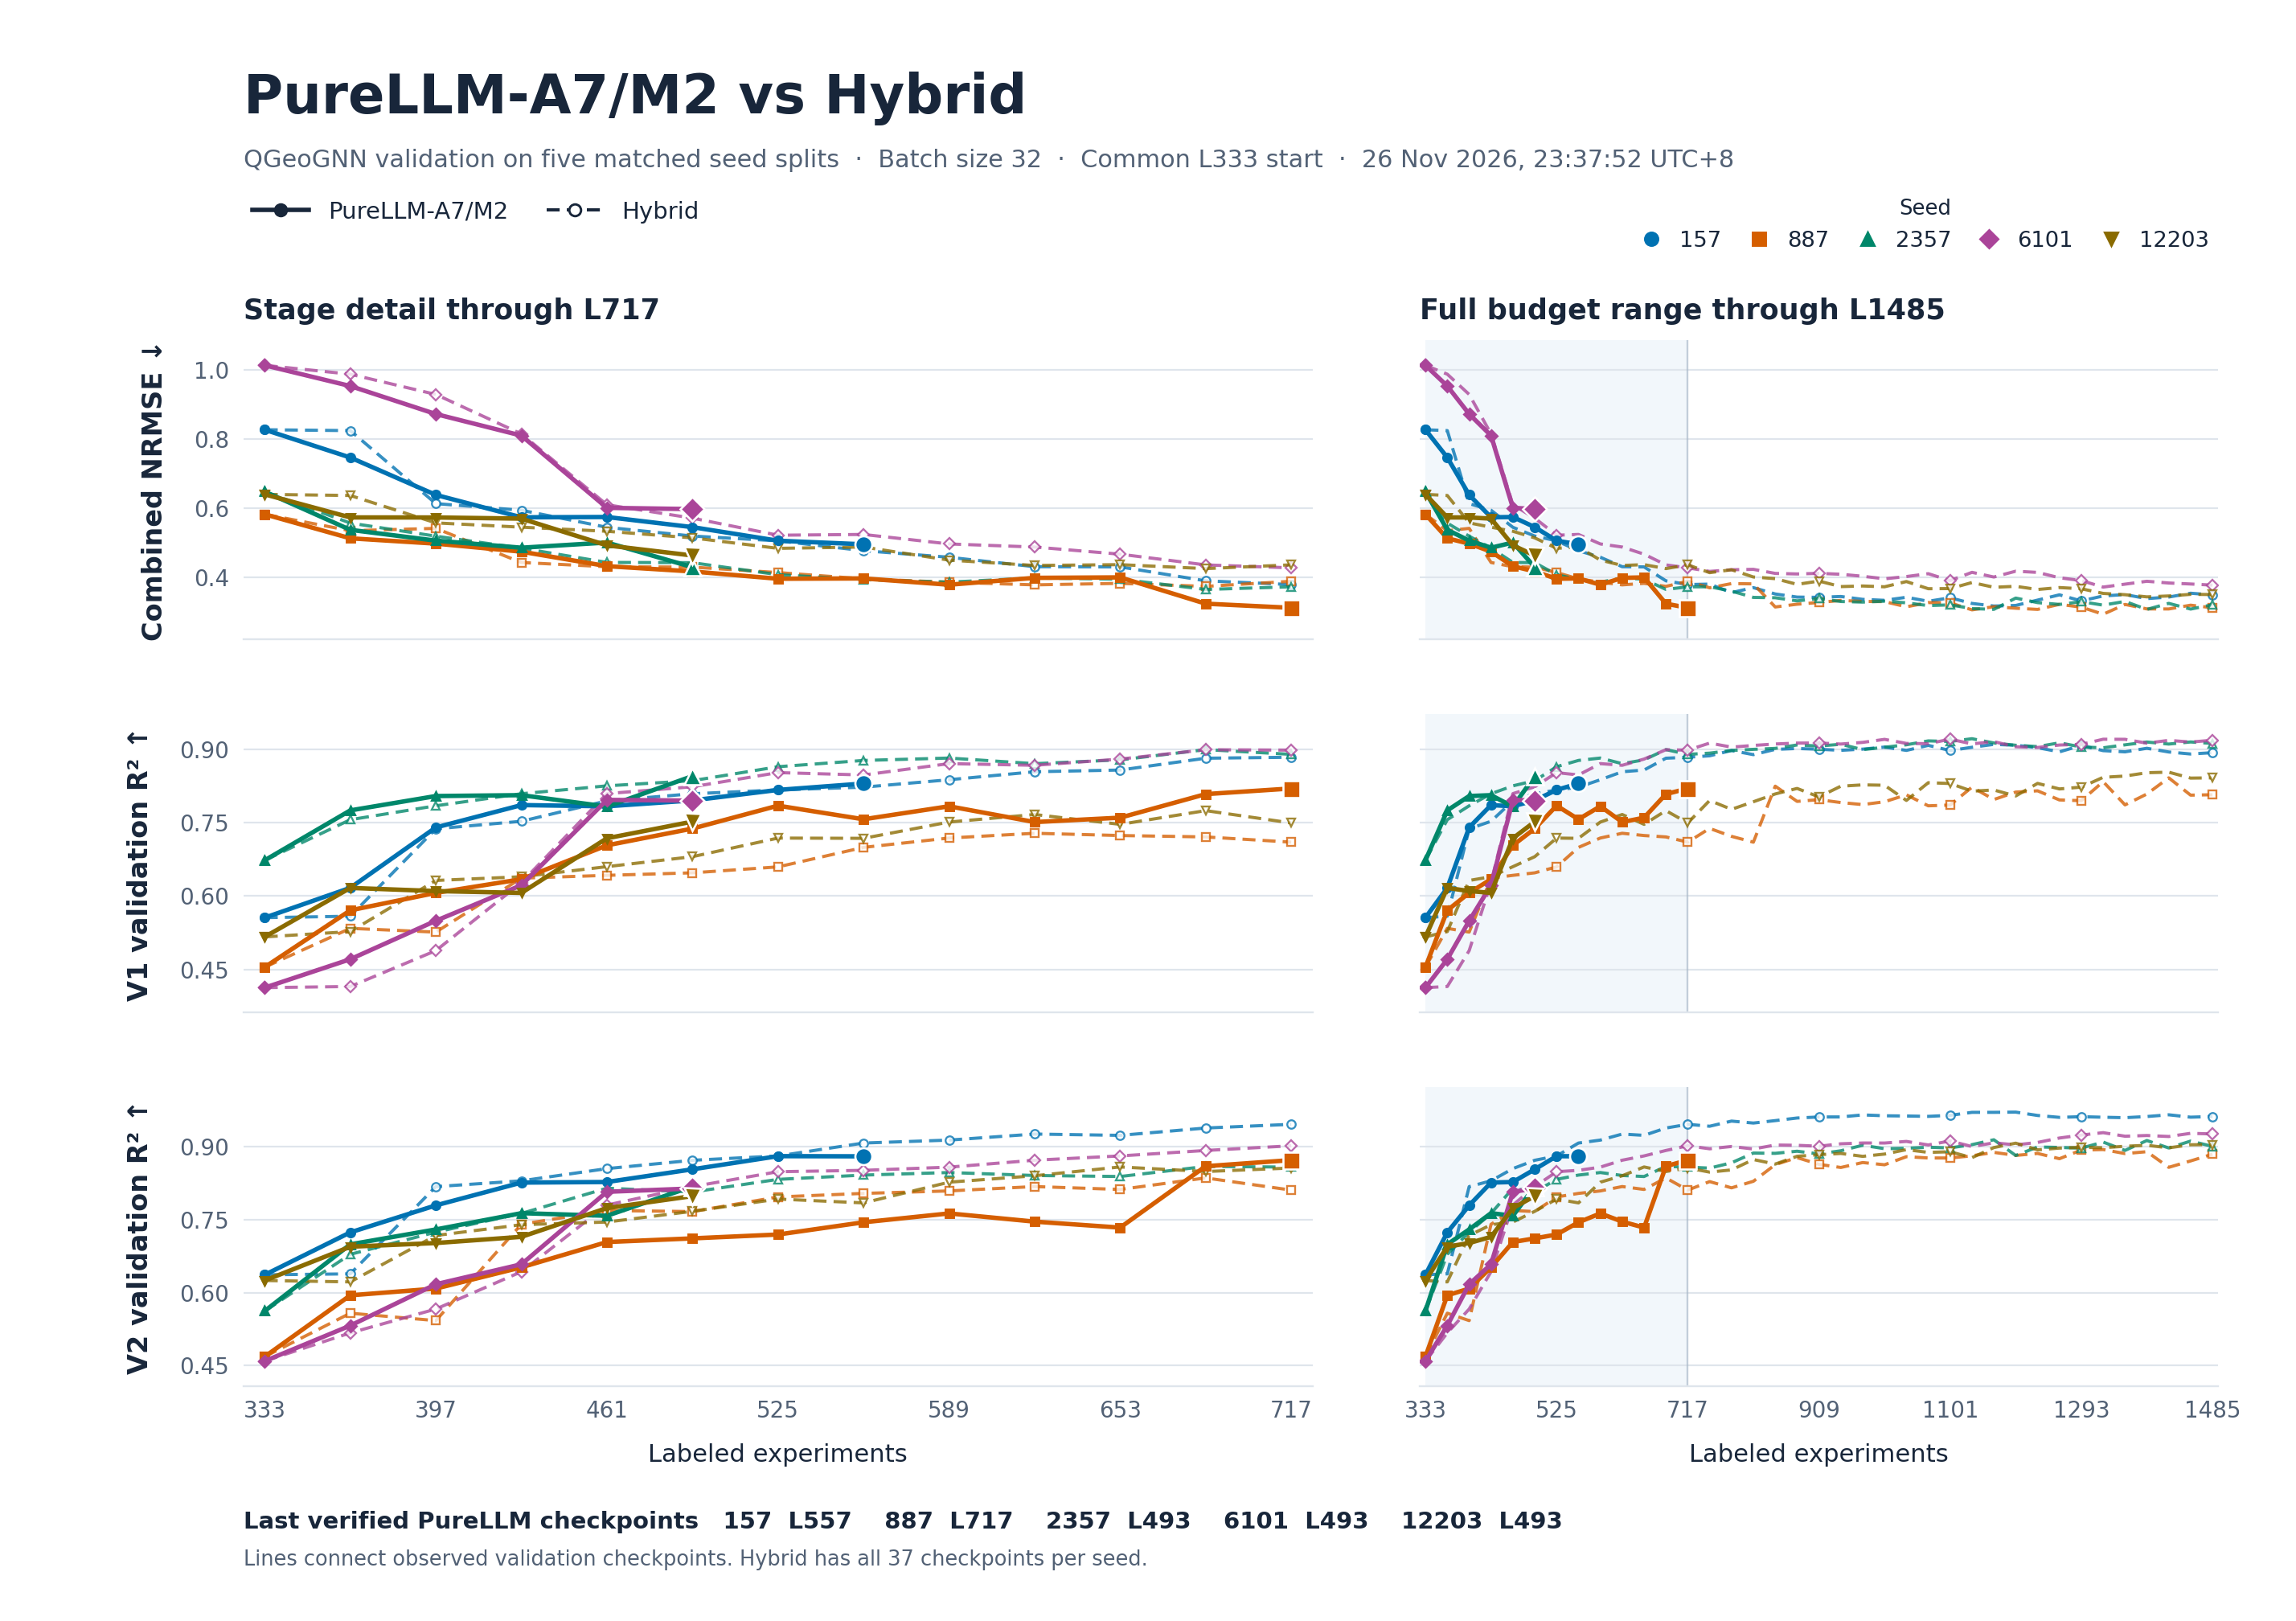 PureLLM-A7/M2 vs Hybrid
QGeoGNN validation on five matched seed splits · Batch size 32 · Common L333 start · 26 Nov 2026, 23:37:52 UTC+8
PureLLM-A7/M2 Hybrid
Seed
157 887 2357 6101 12203
Stage detail through L717
Full budget range through L1485
Combined NRMSE ↓
1.0
0.8
0.6
0.4
V1 validation R² ↑
0.90
0.75
0.60
0.45
V2 validation R² ↑
0.90
0.75
0.60
0.45
333 397 461 525 589 653 717
333 525 717 909 1101 1293 1485
Labeled experiments
Labeled experiments
Last verified PureLLM checkpoints 157 L557 887 L717 2357 L493 6101 L493 12203 L493
Lines connect observed validation checkpoints. Hybrid has all 37 checkpoints per seed.